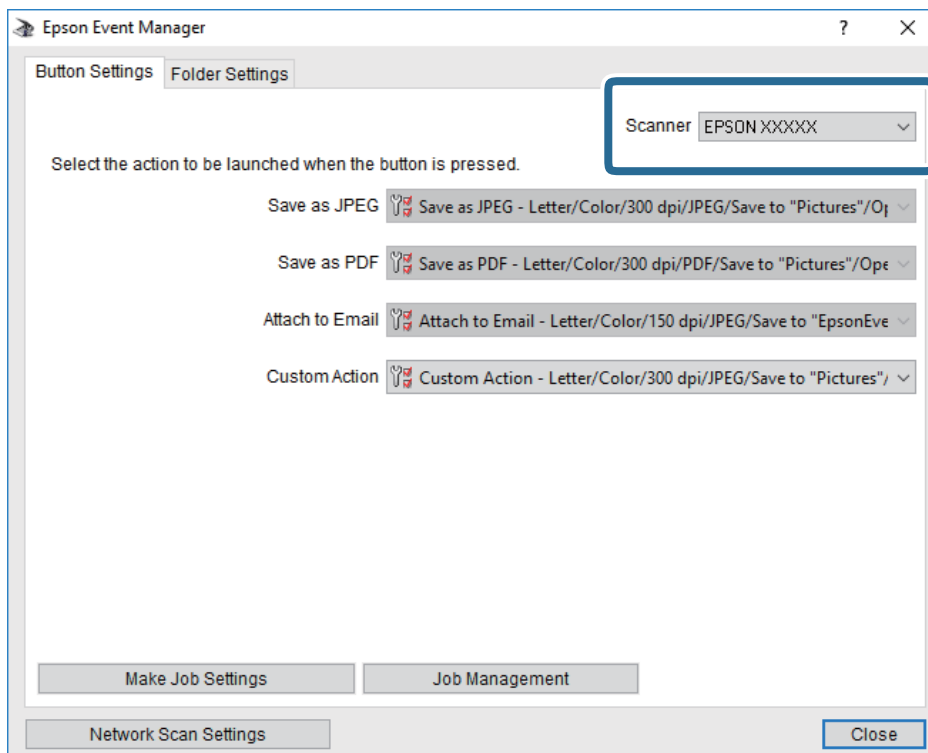 Epson Event Manager
Button Settings Folder Settings
Scanner EPSON XXXXX
Select the action to be launched when the button is pressed.
Save as JPEG Save as JPEG - Letter/Color/300 dpi/JPEG/Save to "Pictures"/Op
Save as PDF Save as PDF - Letter/Color/300 dpi/PDF/Save to "Pictures"/Ope
Attach to Email Attach to Email - Letter/Color/150 dpi/JPEG/Save to "EpsonEve
Custom Action Custom Action - Letter/Color/300 dpi/JPEG/Save to "Pictures"/
Make Job Settings Job Management
Network Scan Settings Close